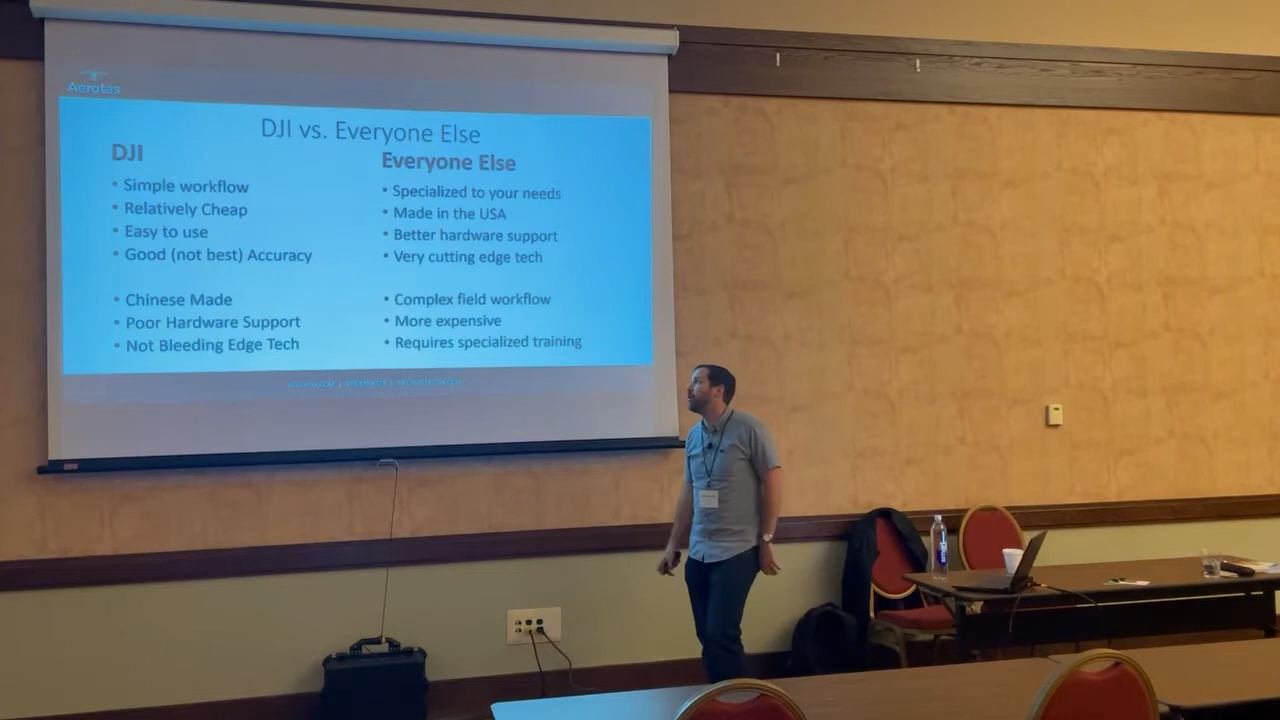 Aerotas
DJI vs. Everyone Else
DJI
• Simple workflow
• Relatively Cheap
• Easy to use
• Good (not best) Accuracy
• Chinese Made
• Poor Hardware Support
• Not Bleeding Edge Tech
Everyone Else
• Specialized to your needs
• Made in the USA
• Better hardware support
• Very cutting edge tech
• Complex field workflow
• More expensive
• Requires specialized training